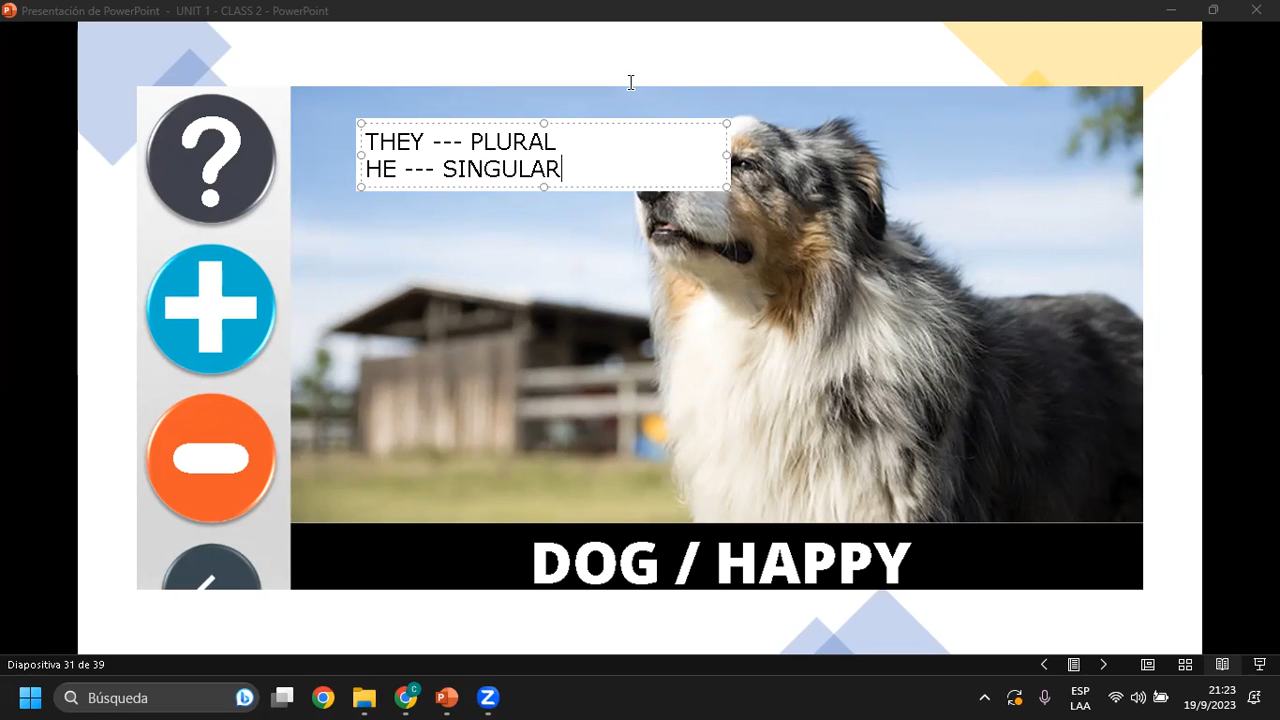 Presentación de PowerPoint - UNIT 1 - CLASS 2 - PowerPoint
THEY --- PLURAL
HE --- SINGULAR
?
DOG / HAPPY
Diapositiva 31 de 39
Búsqueda
C
ESP
LAA
21:23
19/9/2023